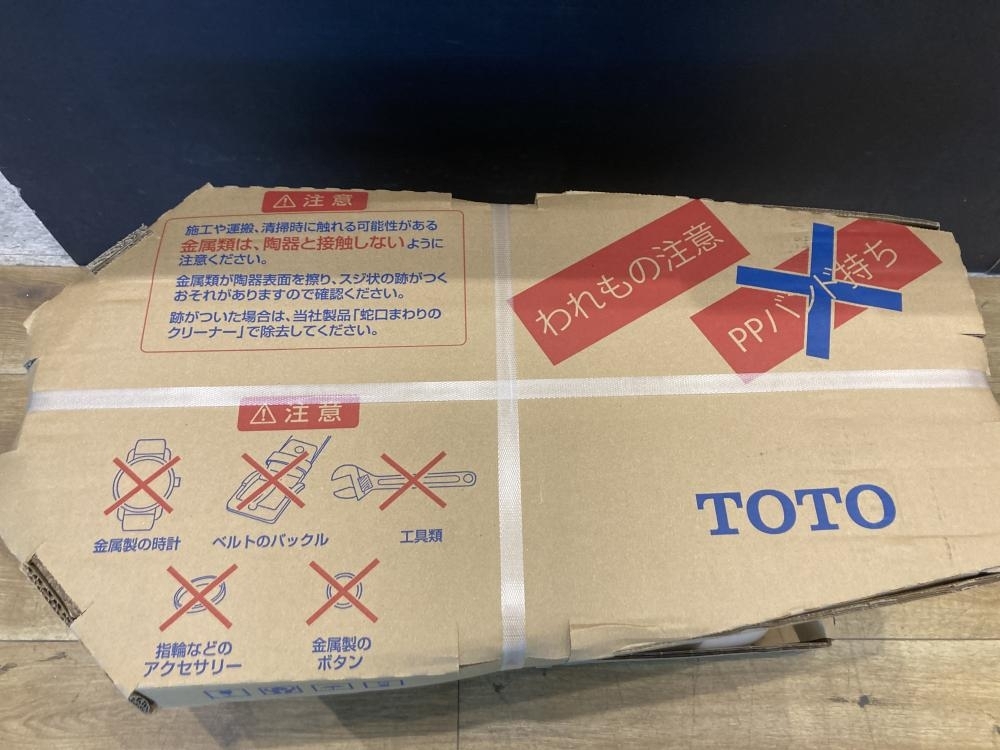 ⚠注意
施工や運搬、清掃時に触れる可能性がある
金属類は、陶器と接触しないように
注意ください。
金属類が陶器表面を擦り、スジ状の跡がつく
おそれがありますので確認ください。
跡がついた場合は、当社製品「蛇口まわりの
クリーナー」で除去してください。
われもの注意
PPバンド持ち
⚠注意
金属製の時計
ベルトのバックル
工具類
指輪などの
アクセサリー
金属製の
ボタン
TOTO